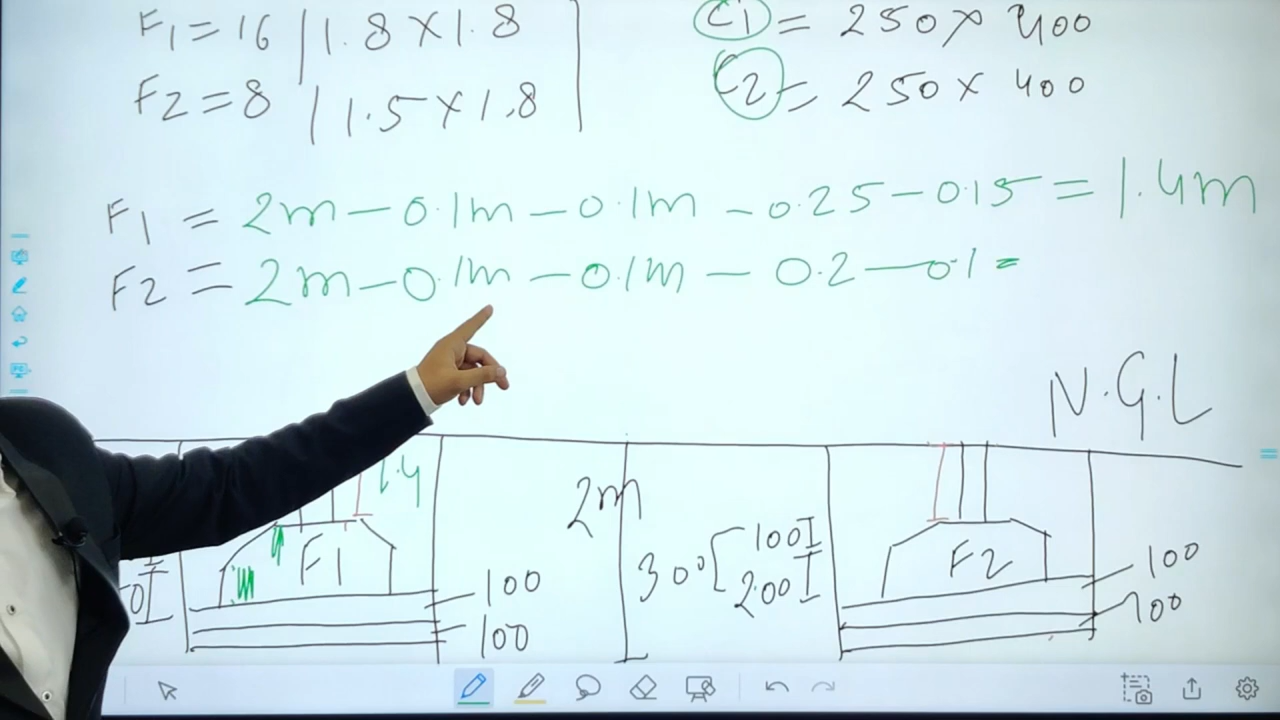 F1 = 16 | 1.8 × 1.8
C1 = 250 × 400
F2 = 8 | 1.5 × 1.8
C2 = 250 × 400
F1 = 2m - 0.1m - 0.1m - 0.25 - 0.15 = 1.4m
F2 = 2m - 0.1m - 0.1m - 0.2 - 0.1 =
N.G.L
1.4
2m
F1
100
100
300
100
200
F2
100
100